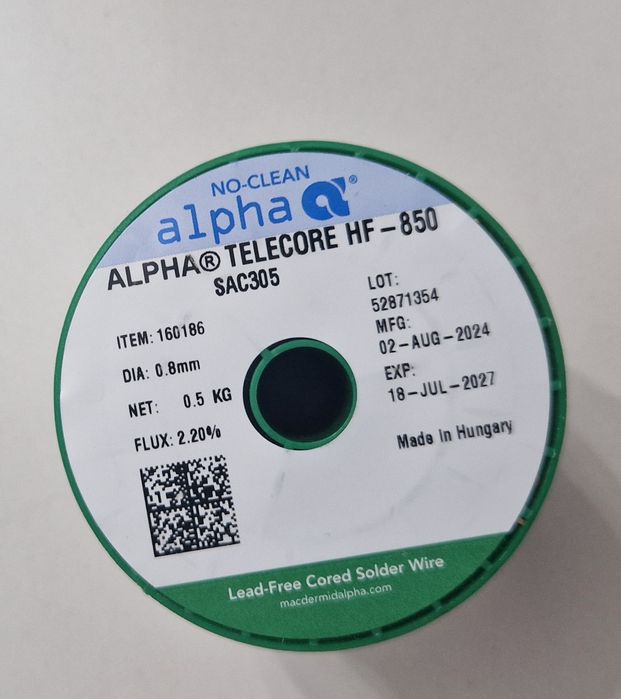 NO-CLEAN
alpha a®
ALPHA® TELECORE HF-850
SAC305
ITEM: 160186
DIA: 0.8mm
NET: 0.5 KG
FLUX: 2.20%
LOT:
52871354
MFG:
02-AUG-2024
EXP:
18-JUL-2027
Made In Hungary
Lead-Free Cored Solder Wire
macdermidalpha.com